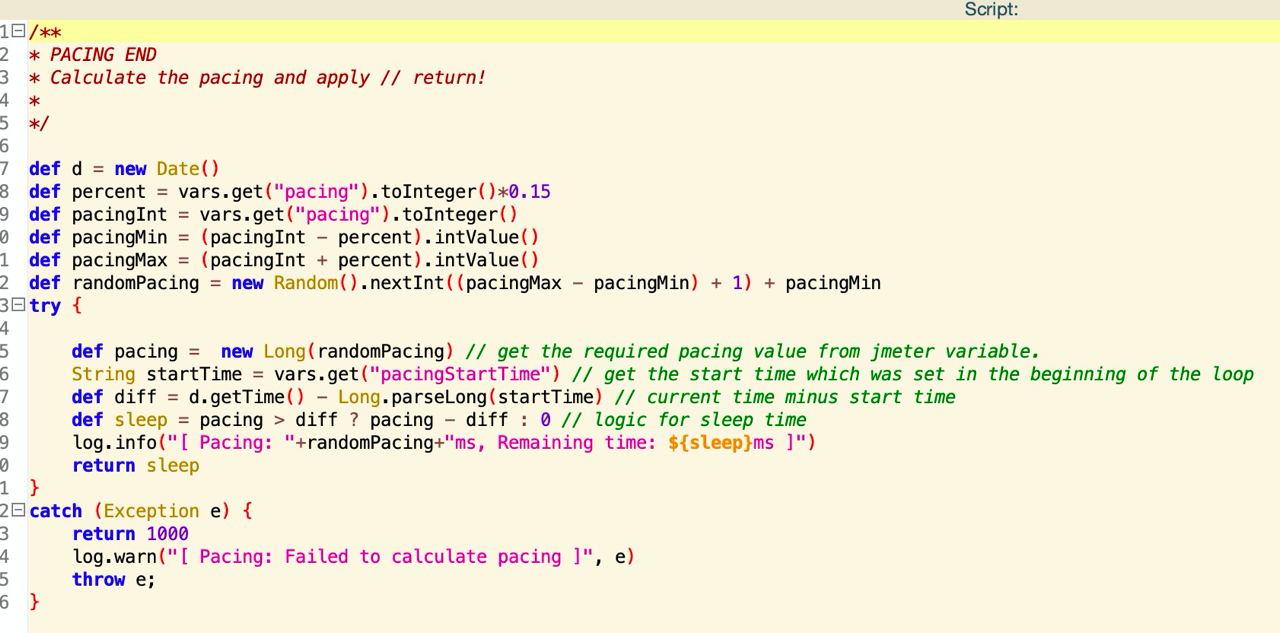 Script:
1 /**
2 * PACING END
3 * Calculate the pacing and apply // return!
4 *
5 */
6
7 def d = new Date()
8 def percent = vars.get("pacing").toInteger()*0.15
9 def pacingInt = vars.get("pacing").toInteger()
0 def pacingMin = (pacingInt - percent).intValue()
1 def pacingMax = (pacingInt + percent).intValue()
2 def randomPacing = new Random().nextInt((pacingMax - pacingMin) + 1) + pacingMin
3 try {
4
5     def pacing =  new Long(randomPacing) // get the required pacing value from jmeter variable.
6     String startTime = vars.get("pacingStartTime") // get the start time which was set in the beginning of the loop
7     def diff = d.getTime() - Long.parseLong(startTime) // current time minus start time
8     def sleep = pacing > diff ? pacing - diff : 0 // logic for sleep time
9     log.info("[ Pacing: "+randomPacing+"ms, Remaining time: ${sleep}ms ]")
0     return sleep
1 }
2 catch (Exception e) {
3     return 1000
4     log.warn("[ Pacing: Failed to calculate pacing ]", e)
5     throw e;
6 }